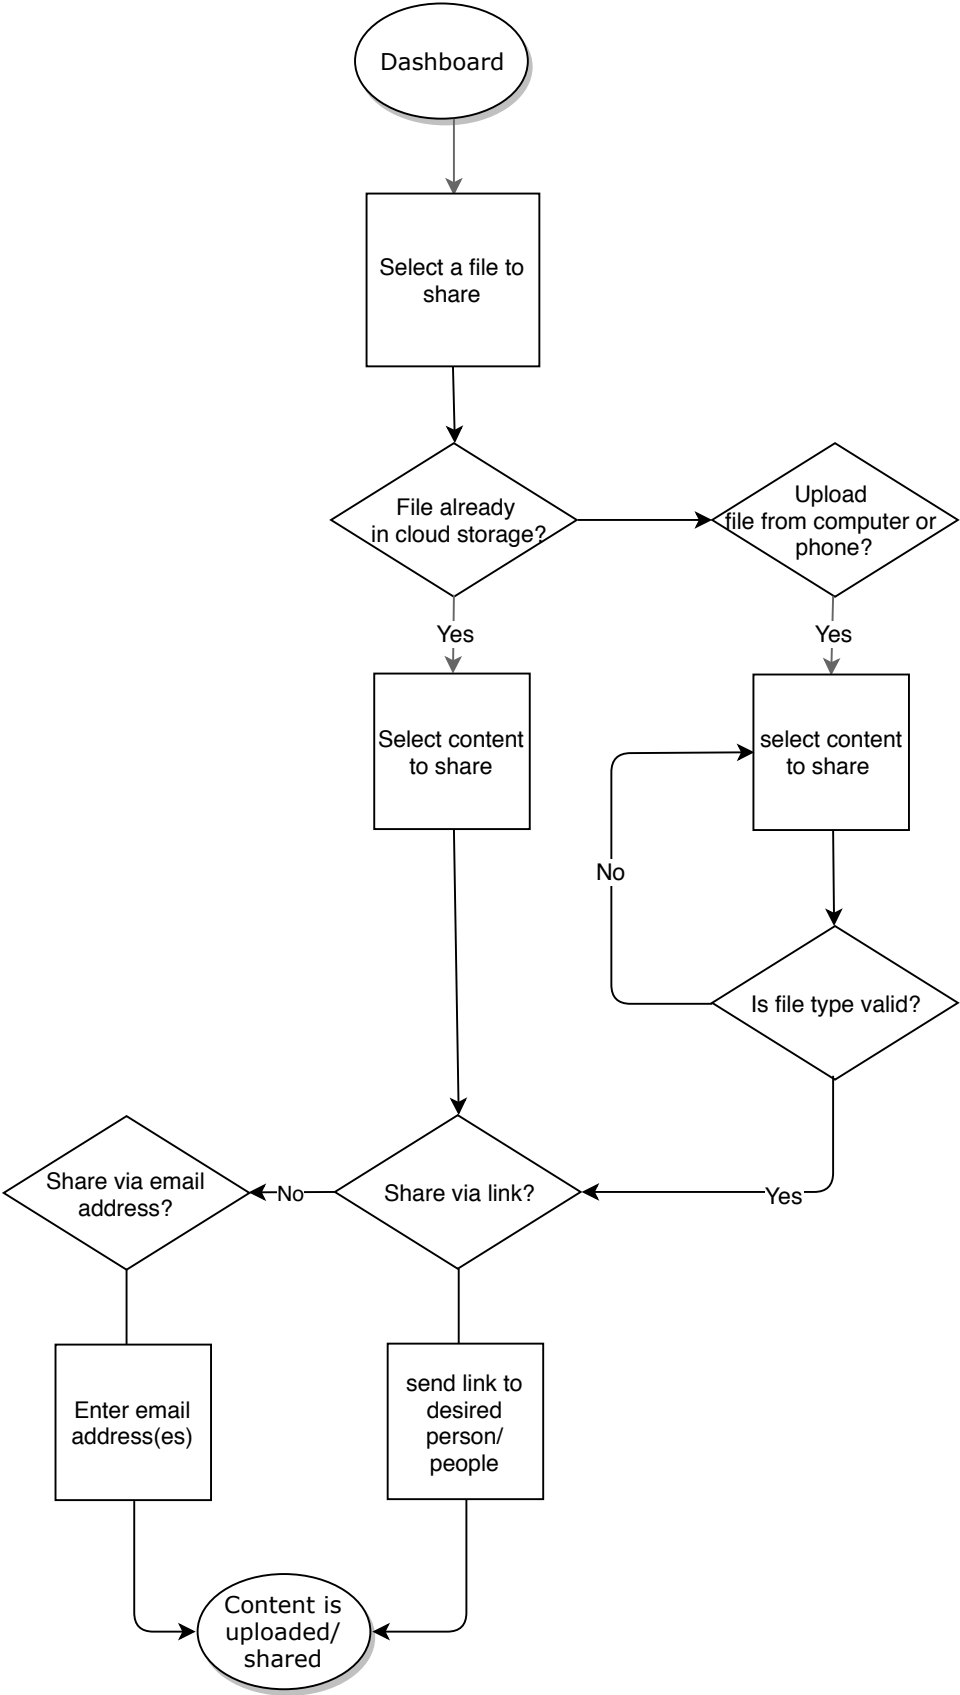 Dashboard
Select a file to
share
File already
in cloud storage?
Upload
file from computer or
phone?
Yes
Yes
Select content
to share
select content
to share
No
Is file type valid?
Share via email
address?
No
Share via link?
Yes
Enter email
address(es)
send link to
desired
person/
people
Content is
uploaded/
shared